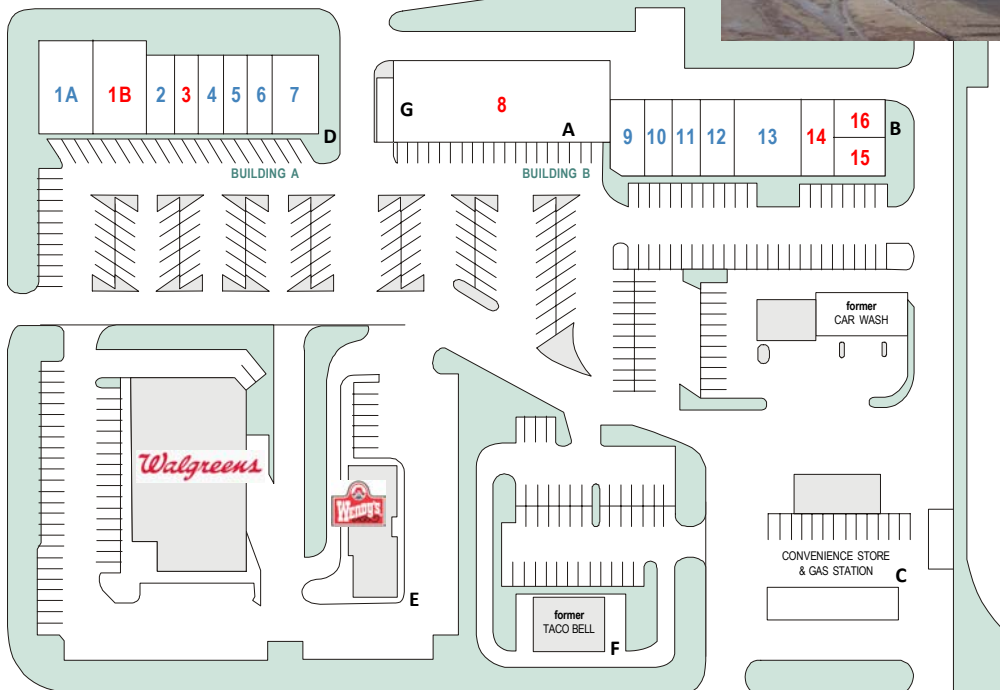 1A
1B
2
3
4
5
6
7
D
G
8
A
9
10
11
12
13
14
16
15
B
BUILDING A
BUILDING B
former
CAR WASH
Walgreens
WENDY'S
CONVENIENCE STORE
& GAS STATION
C
E
former
TACO BELL
F